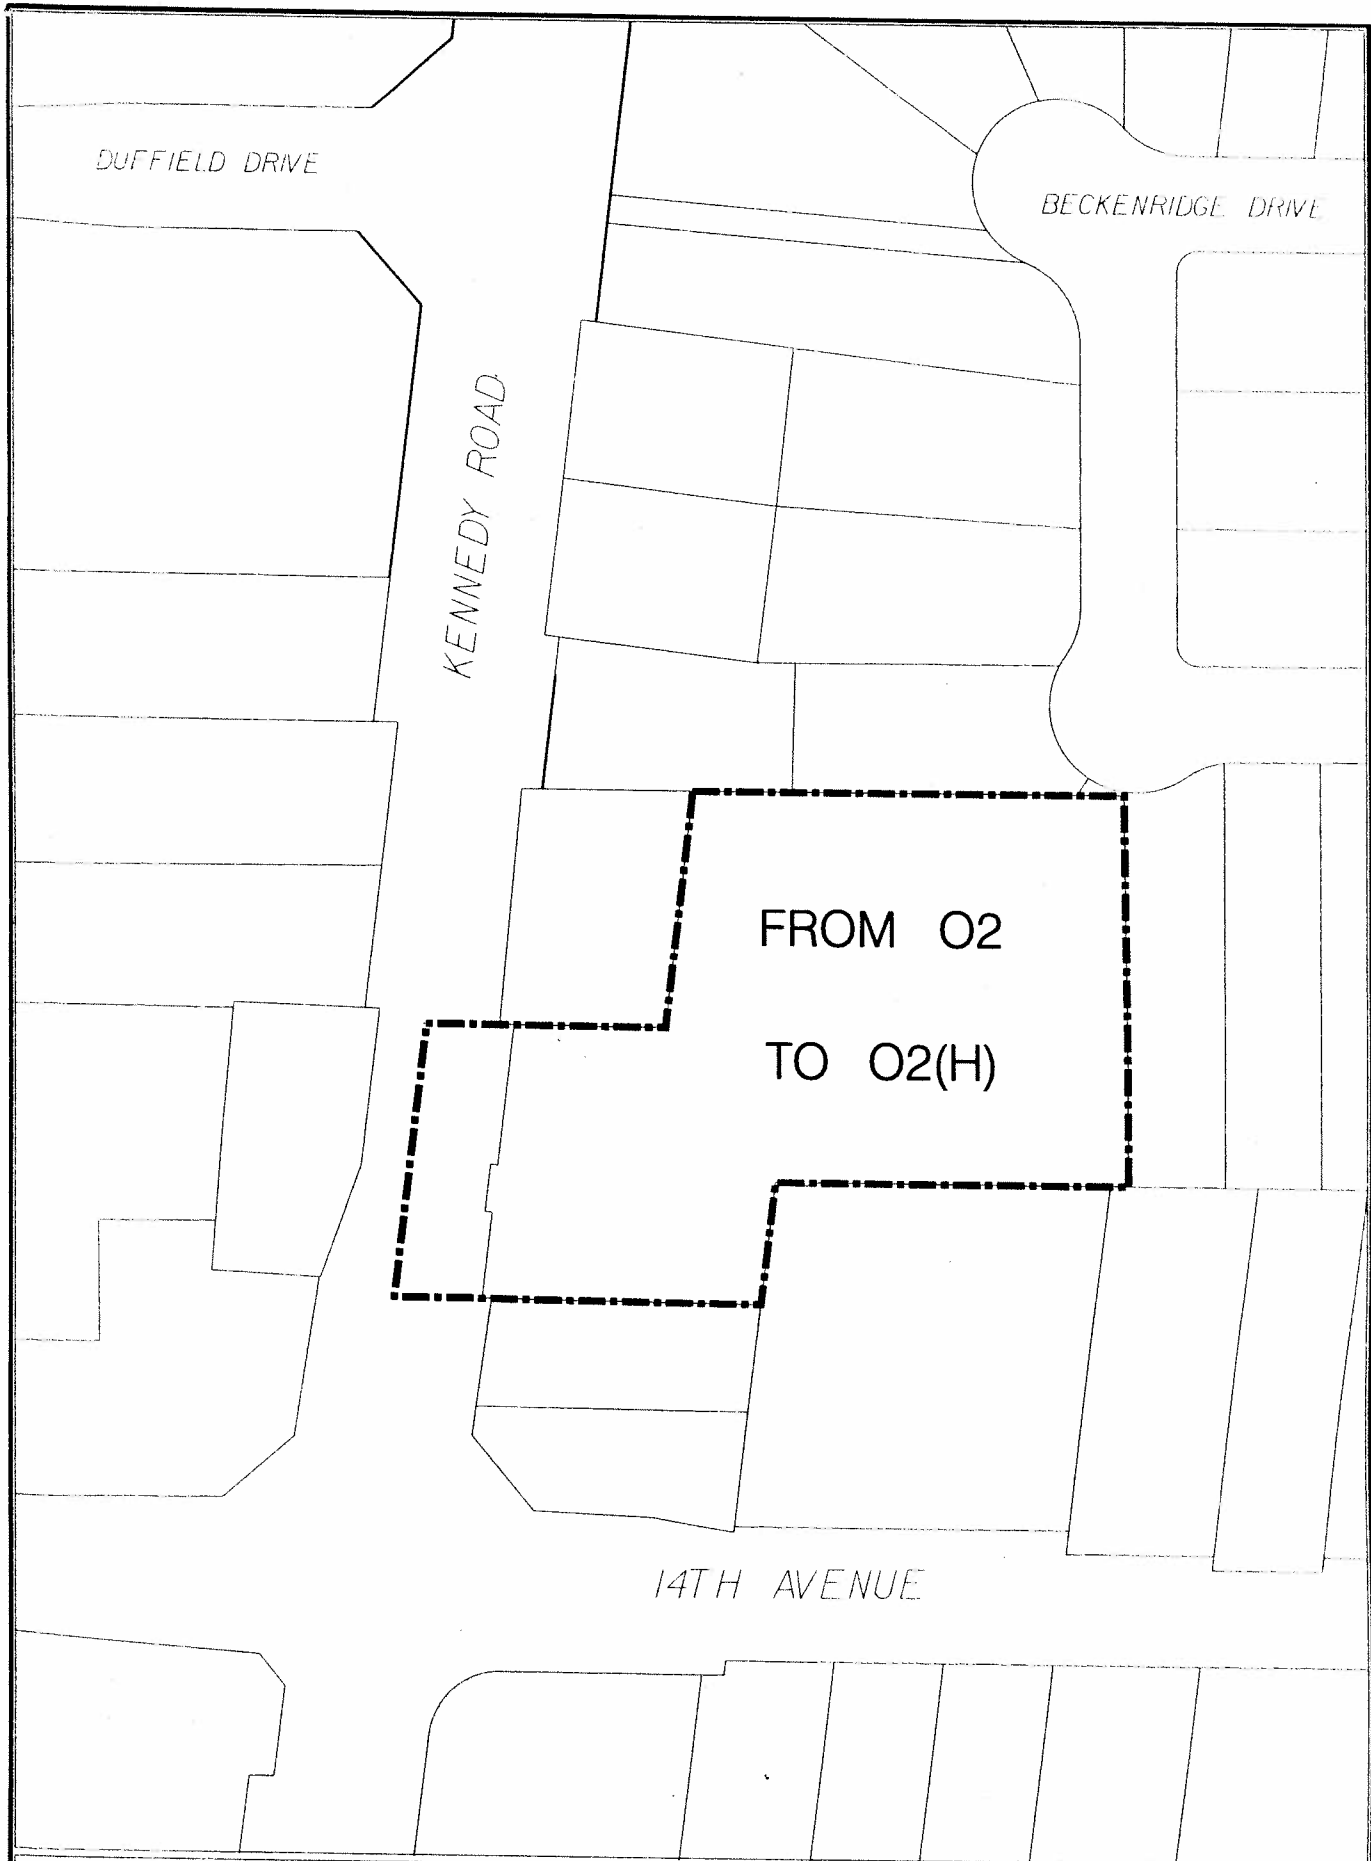 DUFFIELD DRIVE
BECKENRIDGE DRIVE
KENNEDY ROAD
FROM O2
TO O2(H)
14TH AVENUE